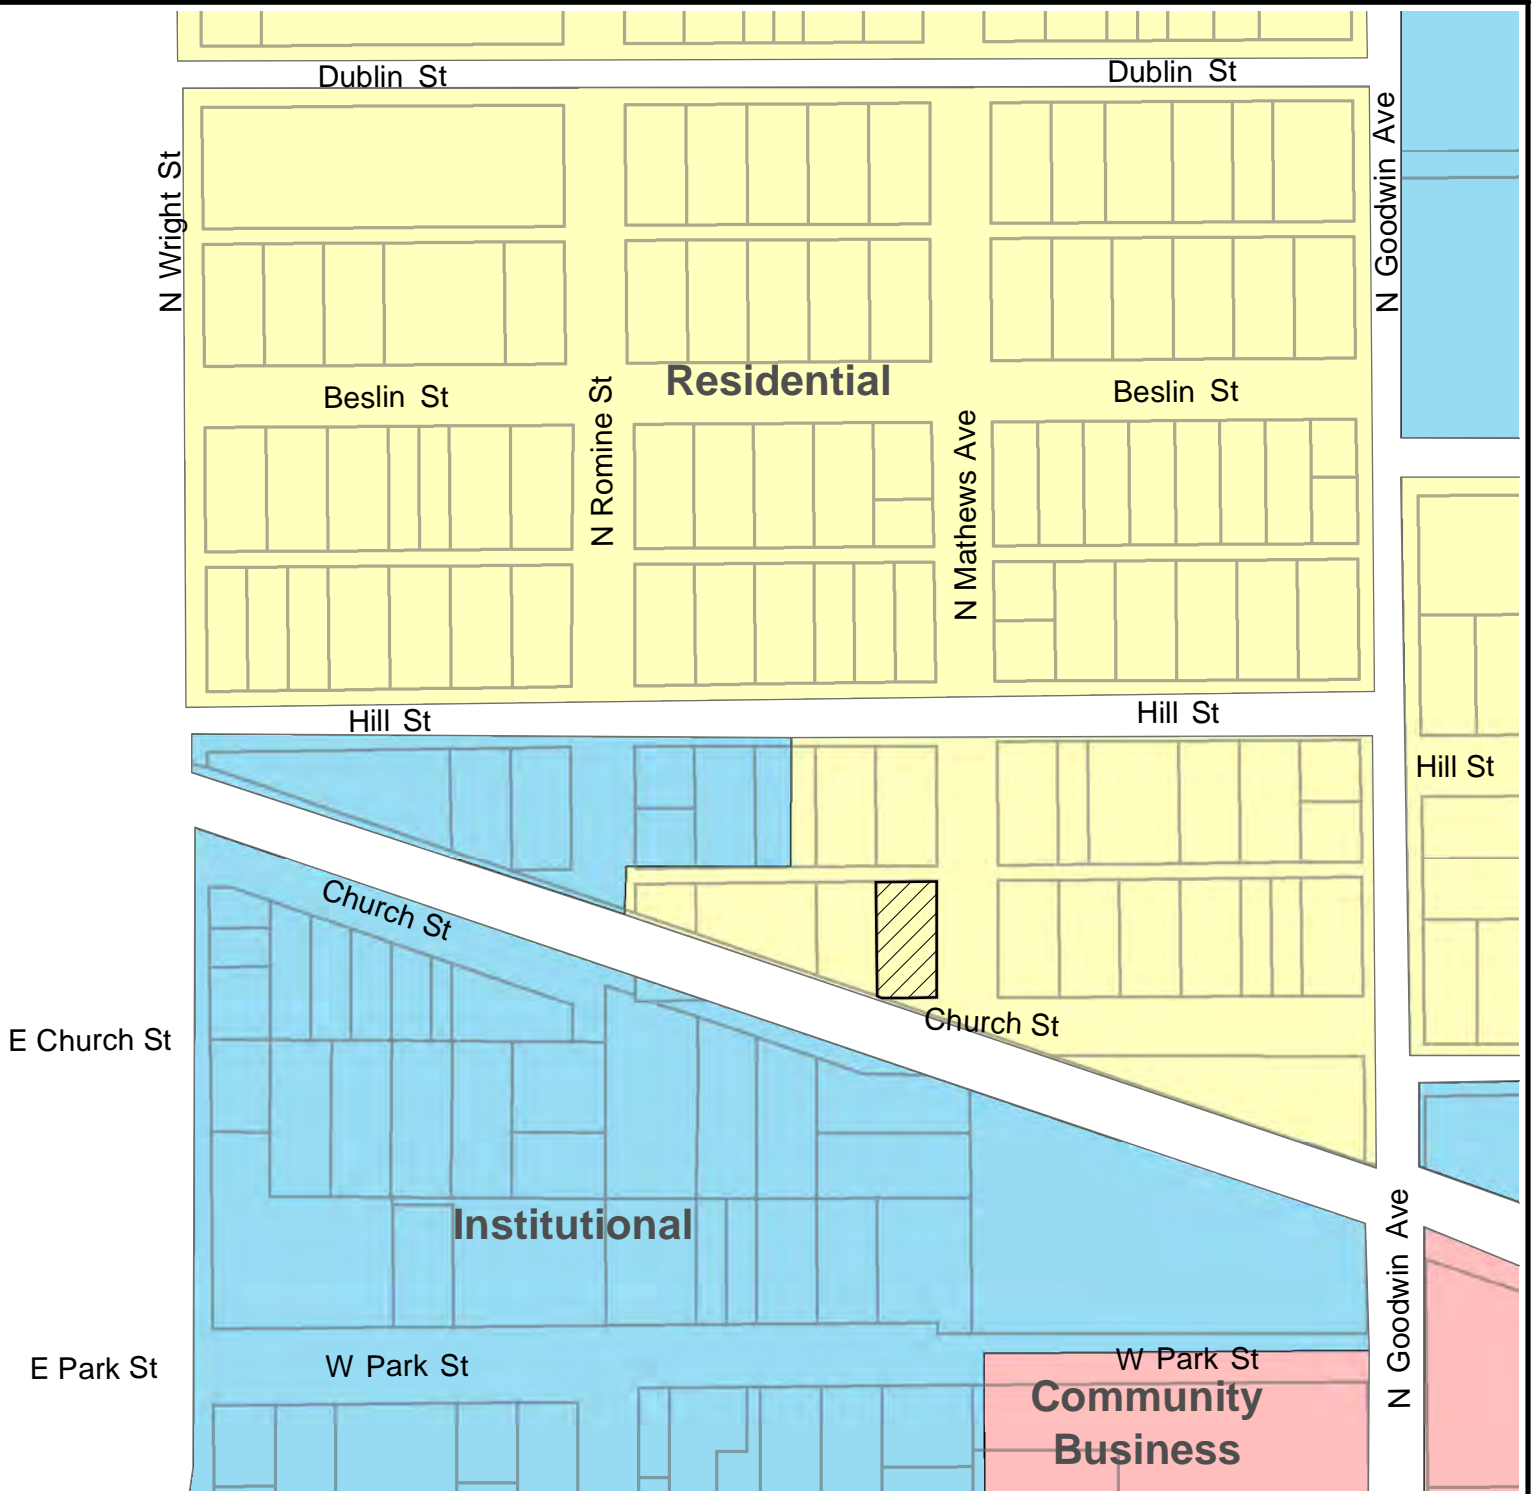 Dublin St
Dublin St
N Wright St
N Goodwin Ave
Residential
Beslin St
Beslin St
N Romine St
N Mathews Ave
Hill St
Hill St
Hill St
Church St
Church St
E Church St
Institutional
N Goodwin Ave
E Park St
W Park St
W Park St
Community
Business